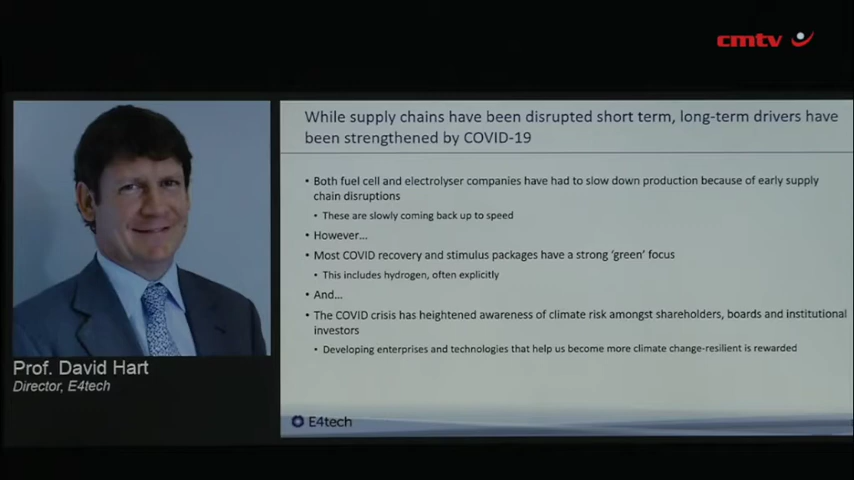 cmtv
While supply chains have been disrupted short term, long-term drivers have
been strengthened by COVID-19
• Both fuel cell and electrolyser companies have had to slow down production because of early supply
chain disruptions
• These are slowly coming back up to speed
• However...
• Most COVID recovery and stimulus packages have a strong ‘green’ focus
• This includes hydrogen, often explicitly
• And...
• The COVID crisis has heightened awareness of climate risk amongst shareholders, boards and institutional
investors
• Developing enterprises and technologies that help us become more climate change-resilient is rewarded
Prof. David Hart
Director, E4tech
E4tech